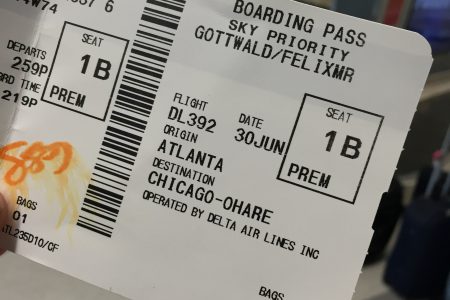 BOARDING PASS
SKY PRIORITY
GOTTWALD/FELIXMR
SEAT
1B
PREM
FLIGHT
DL392
DATE
30JUN
ORIGIN
ATLANTA
DESTINATION
CHICAGO-OHARE
OPERATED BY DELTA AIR LINES INC
SEAT
1B
PREM
BAGS
DEPARTS
259P
TIME
219P
BAGS
01